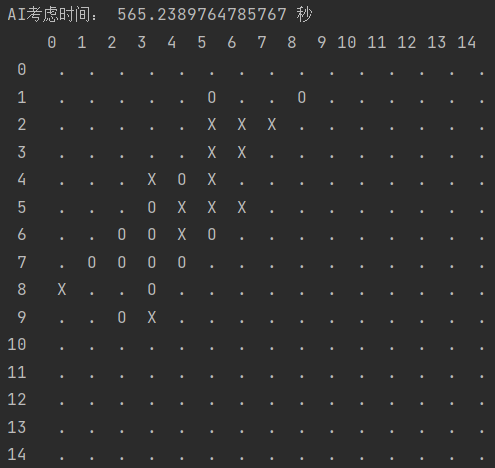 AI考虑时间: 565.2389764785767 秒
0 1 2 3 4 5 6 7 8 9 10 11 12 13 14
0 . . . . . . . . . . . . . . .
1 . . . . . O . . O . . . . . .
2 . . . . . X X X . . . . . . .
3 . . . . . X X . . . . . . . .
4 . . . X O X . . . . . . . . .
5 . . . O X X X . . . . . . . .
6 . . O O X O . . . . . . . . .
7 . O O O O . . . . . . . . . .
8 X . . O . . . . . . . . . . .
9 . . O X . . . . . . . . . . .
10 . . . . . . . . . . . . . . .
11 . . . . . . . . . . . . . . .
12 . . . . . . . . . . . . . . .
13 . . . . . . . . . . . . . . .
14 . . . . . . . . . . . . . . .